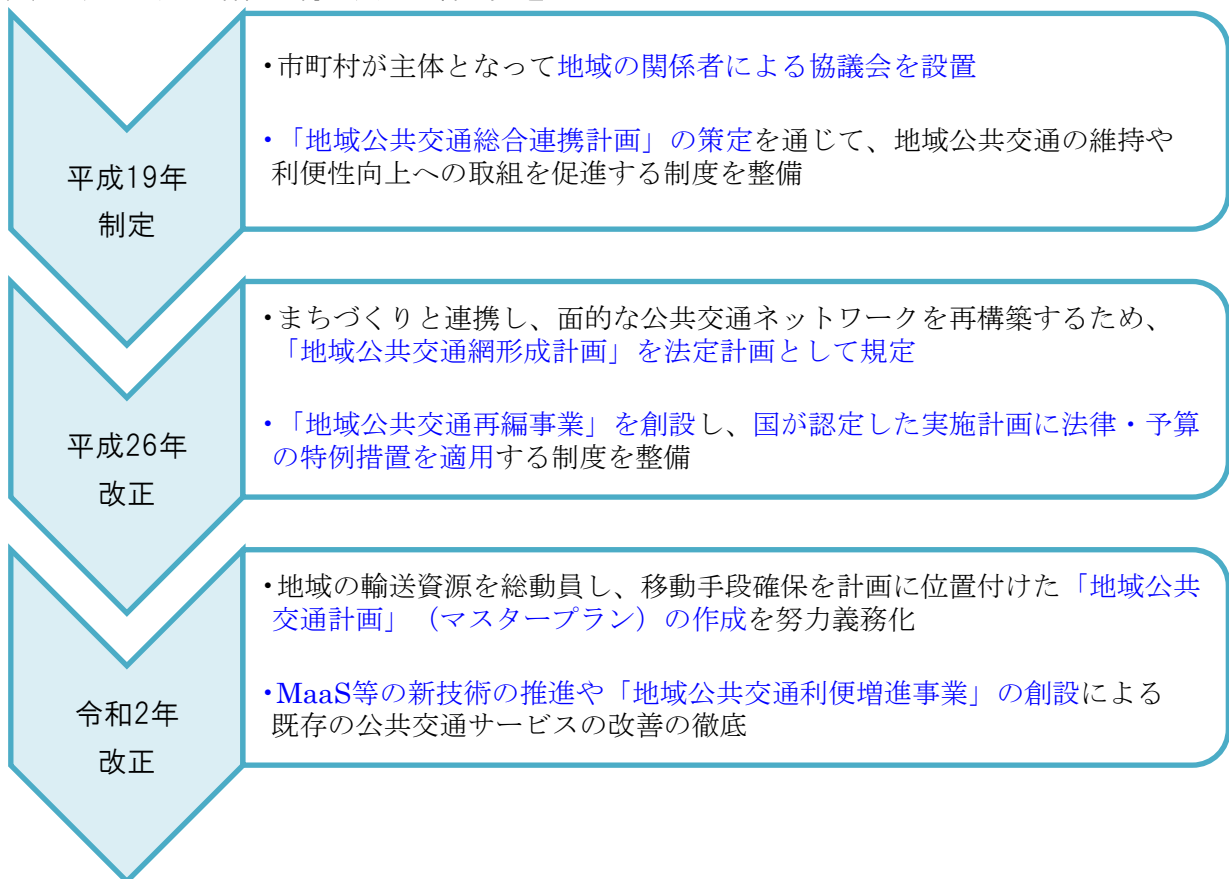 平成19年
制定
・市町村が主体となって地域の関係者による協議会を設置
・「地域公共交通総合連携計画」の策定を通じて、地域公共交通の維持や
利便性向上への取組を促進する制度を整備
平成26年
改正
・まちづくりと連携し、面的な公共交通ネットワークを再構築するため、
「地域公共交通網形成計画」を法定計画として規定
・「地域公共交通再編事業」を創設し、国が認定した実施計画に法律・予算
の特例措置を適用する制度を整備
令和2年
改正
・地域の輸送資源を総動員し、移動手段確保を計画に位置付けた「地域公共
交通計画」（マスタープラン）の作成を努力義務化
・MaaS等の新技術の推進や「地域公共交通利便増進事業」の創設による
既存の公共交通サービスの改善の徹底